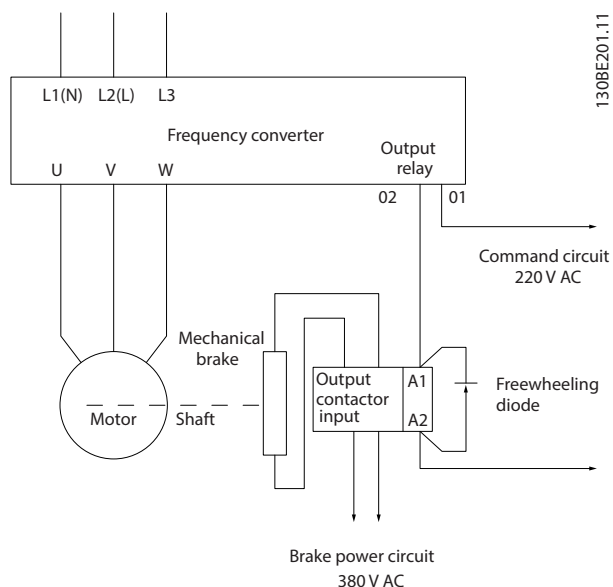 130BE201.11
L1(N) L2(L) L3
Frequency converter
Output
relay
U V W
02 01
Command circuit
220 V AC
Mechanical
brake
Output
contactor
input
A1
A2
Freewheeling
diode
Motor Shaft
Brake power circuit
380 V AC